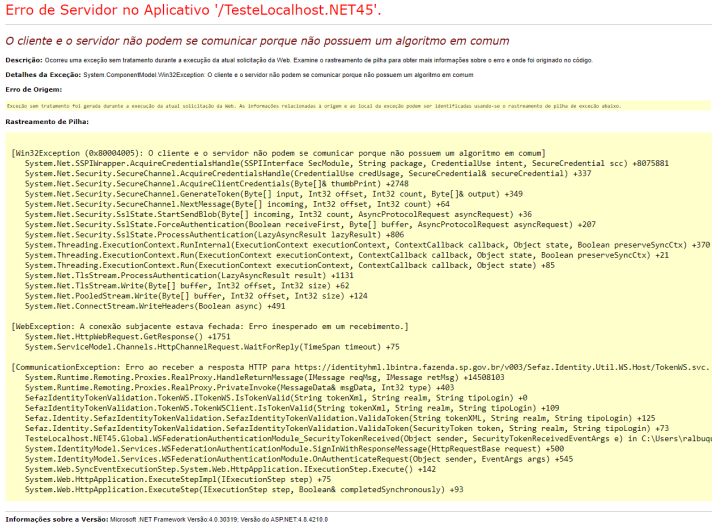 Erro de Servidor no Aplicativo '/TesteLocalhost.NET45'.
O cliente e o servidor não podem se comunicar porque não possuem um algoritmo em comum
Descrição: Ocorreu uma exceção sem tratamento durante a execução da atual solicitação da Web. Examine o rastreamento de pilha para obter mais informações sobre o erro e onde foi originado no código.
Detalhes da Exceção: System.ComponentModel.Win32Exception: O cliente e o servidor não podem se comunicar porque não possuem um algoritmo em comum
Erro de Origem:
Exceção sem tratamento foi gerada durante a execução da atual solicitação da Web. As informações relacionadas à origem e ao local da exceção podem ser identificadas usando-se o rastreamento de pilha de exceção abaixo.
Rastreamento de Pilha:
[Win32Exception (0x80004005): O cliente e o servidor não podem se comunicar porque não possuem um algoritmo em comum]
System.Net.SSPIWrapper.AcquireCredentialsHandle(SSPIInterface SecModule, String package, CredentialUse intent, SecureCredential scc) +8075881
System.Net.Security.SecureChannel.AcquireCredentialsHandle(CredentialUse credUsage, SecureCredential& secureCredential) +337
System.Net.Security.SecureChannel.AcquireClientCredentials(Byte[]& thumbPrint) +2748
System.Net.Security.SecureChannel.GenerateToken(Byte[] input, Int32 offset, Int32 count, Byte[]& output) +349
System.Net.Security.SecureChannel.NextMessage(Byte[] incoming, Int32 offset, Int32 count) +64
System.Net.Security.SslState.StartSendBlob(Byte[] incoming, Int32 count, AsyncProtocolRequest asyncRequest) +36
System.Net.Security.SslState.ForceAuthentication(Boolean receiveFirst, Byte[] buffer, AsyncProtocolRequest asyncRequest) +207
System.Net.Security.SslState.ProcessAuthentication(LazyAsyncResult lazyResult) +806
System.Threading.ExecutionContext.RunInternal(ExecutionContext executionContext, ContextCallback callback, Object state, Boolean preserveSyncCtx) +370
System.Threading.ExecutionContext.Run(ExecutionContext executionContext, ContextCallback callback, Object state, Boolean preserveSyncCtx) +21
System.Threading.ExecutionContext.Run(ExecutionContext executionContext, ContextCallback callback, Object state) +85
System.Net.TlsStream.ProcessAuthentication(LazyAsyncResult result) +1131
System.Net.TlsStream.Write(Byte[] buffer, Int32 offset, Int32 size) +62
System.Net.PooledStream.Write(Byte[] buffer, Int32 offset, Int32 size) +124
System.Net.ConnectStream.WriteHeaders(Boolean async) +491
[WebException: A conexão subjacente estava fechada: Erro inesperado em um recebimento.]
System.Net.HttpWebRequest.GetResponse() +1751
System.ServiceModel.Channels.HttpChannelRequest.WaitForReply(TimeSpan timeout) +75
[CommunicationException: Erro ao receber a resposta HTTP para https://identityhml.lbintra.fazenda.sp.gov.br/v003/Sefaz.Identity.Util.WS.Host/TokenWS.svc.
System.Runtime.Remoting.Proxies.RealProxy.HandleReturnMessage(IMessage reqMsg, IMessage retMsg) +14508103
System.Runtime.Remoting.Proxies.RealProxy.PrivateInvoke(MessageData& msgData, Int32 type) +403
SefazIdentityTokenValidation.TokenWS.ITokenWS.IsTokenValid(String tokenXml, String realm, String tipoLogin) +0
SefazIdentityTokenValidation.TokenWS.TokenWSClient.IsTokenValid(String tokenXml, String realm, String tipoLogin) +109
Sefaz.Identity.SefazIdentityTokenValidation.SefazIdentityTokenValidation.ValidaToken(String tokenXML, String realm, String tipoLogin) +125
Sefaz.Identity.SefazIdentityTokenValidation.SefazIdentityTokenValidation.ValidaToken(SecurityToken token, String realm, String tipoLogin) +73
TesteLocalhost.NET45.Global.WSFederationAuthenticationModule_SecurityTokenReceived(Object sender, SecurityTokenReceivedEventArgs e) in C:\Users\ralbuqu
System.IdentityModel.Services.WSFederationAuthenticationModule.SignInWithResponseMessage(HttpRequestBase request) +500
System.IdentityModel.Services.WSFederationAuthenticationModule.OnAuthenticateRequest(Object sender, EventArgs args) +545
System.Web.SyncEventExecutionStep.System.Web.HttpApplication.IExecutionStep.Execute() +142
System.Web.HttpApplication.ExecuteStepImpl(IExecutionStep step) +75
System.Web.HttpApplication.ExecuteStep(IExecutionStep step, Boolean& completedSynchronously) +93
Informações sobre a Versão: Microsoft .NET Framework Versão:4.0.30319; Versão do ASP.NET:4.8.4210.0